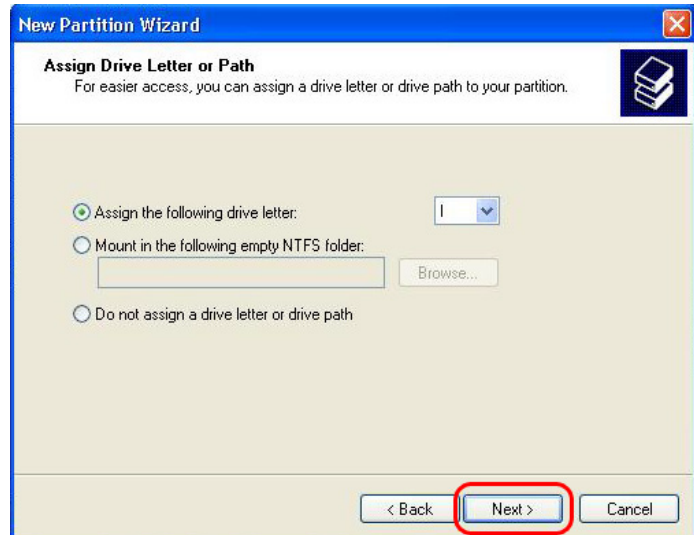 New Partition Wizard
Assign Drive Letter or Path
For easier access, you can assign a drive letter or drive path to your partition.
Assign the following drive letter:
I
Mount in the following empty NTFS folder:
Browse...
Do not assign a drive letter or drive path
< Back
Next >
Cancel